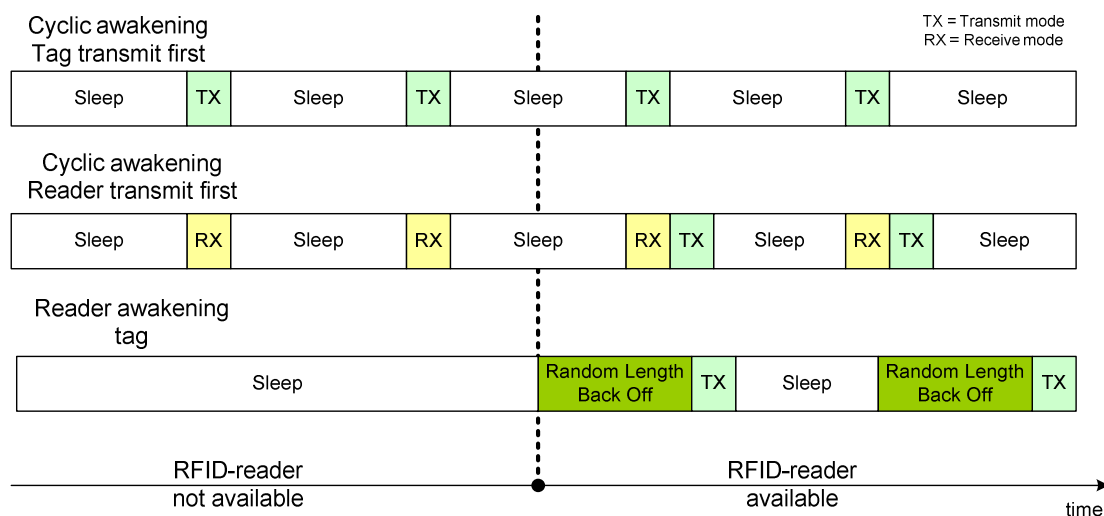 Cyclic awakening
Tag transmit first
TX = Transmit mode
RX = Receive mode
Sleep TX Sleep TX Sleep TX Sleep TX Sleep
Cyclic awakening
Reader transmit first
Sleep RX Sleep RX Sleep RX TX Sleep RX TX Sleep
Reader awakening
tag
Sleep Random Length Back Off TX Sleep Random Length Back Off TX
RFID-reader
not available
RFID-reader
available
time